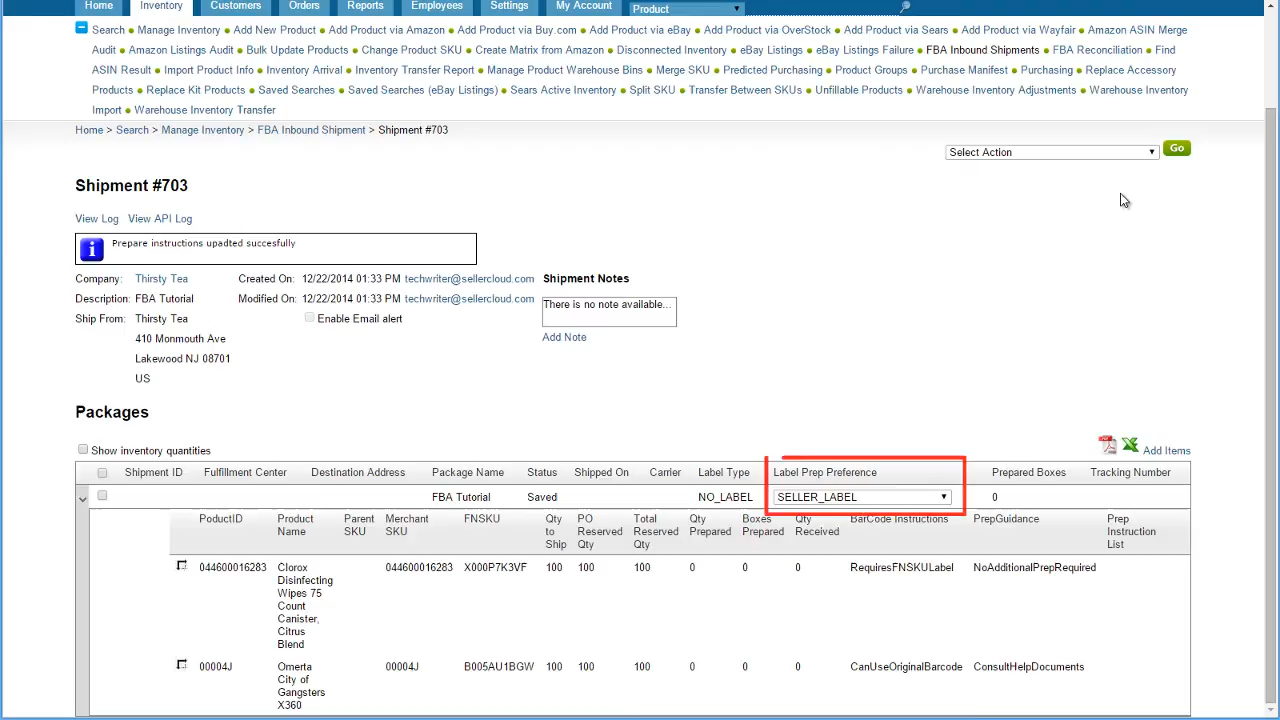 Home Inventory Customers Orders Reports Employees Settings My Account Product
Search Manage Inventory Add New Product Add Product via Amazon Add Product via Buy.com Add Product via eBay Add Product via OverStock Add Product via Sears Add Product via Wayfair Amazon ASIN Merge
Audit Amazon Listings Audit Bulk Update Products Change Product SKU Create Matrix from Amazon Disconnected Inventory eBay Listings eBay Listings Failure FBA Inbound Shipments FBA Reconciliation Find
ASIN Result Import Product Info Inventory Arrival Inventory Transfer Report Manage Product Warehouse Bins Merge SKU Predicted Purchasing Product Groups Purchase Manifest Purchasing Replace Accessory
Products Replace Kit Products Saved Searches Saved Searches (eBay Listings) Sears Active Inventory Split SKU Transfer Between SKUs Unfillable Products Warehouse Inventory Adjustments Warehouse Inventory
Import Warehouse Inventory Transfer
Home > Search > Manage Inventory > FBA Inbound Shipment > Shipment #703
Select Action Go
Shipment #703
View Log View API Log
Prepare instructions upadted succesfully
Company: Thirsty Tea Created On: 12/22/2014 01:33 PM techwriter@sellercloud.com Shipment Notes
Description: FBA Tutorial Modified On: 12/22/2014 01:33 PM techwriter@sellercloud.com There is no note available...
Ship From: Thirsty Tea Enable Email alert
410 Monmouth Ave Add Note
Lakewood NJ 08701
US
Packages
Show inventory quantities PDF Add Items
Shipment ID Fulfillment Center Destination Address Package Name Status Shipped On Carrier Label Type Label Prep Preference Prepared Boxes Tracking Number
FBA Tutorial Saved NO_LABEL SELLER_LABEL 0
PoductID Product Parent Merchant FNSKU Qty PO Total Qty Boxes Qty BarCode Instructions PrepGuidance Prep
Name SKU SKU to Reserved Reserved Prepared Prepared Received Instruction
Ship Qty Qty List
044600016283 Clorox 044600016283 X000P7K3VF 100 100 100 0 0 0 RequiresFNSKULabel NoAdditionalPrepRequired
Disinfecting
Wipes 75
Count
Canister,
Citrus
Blend
00004J Omerta 00004J B005AU1BGW 100 100 100 0 0 0 CanUseOriginalBarcode ConsultHelpDocuments
City of
Gangsters
X360